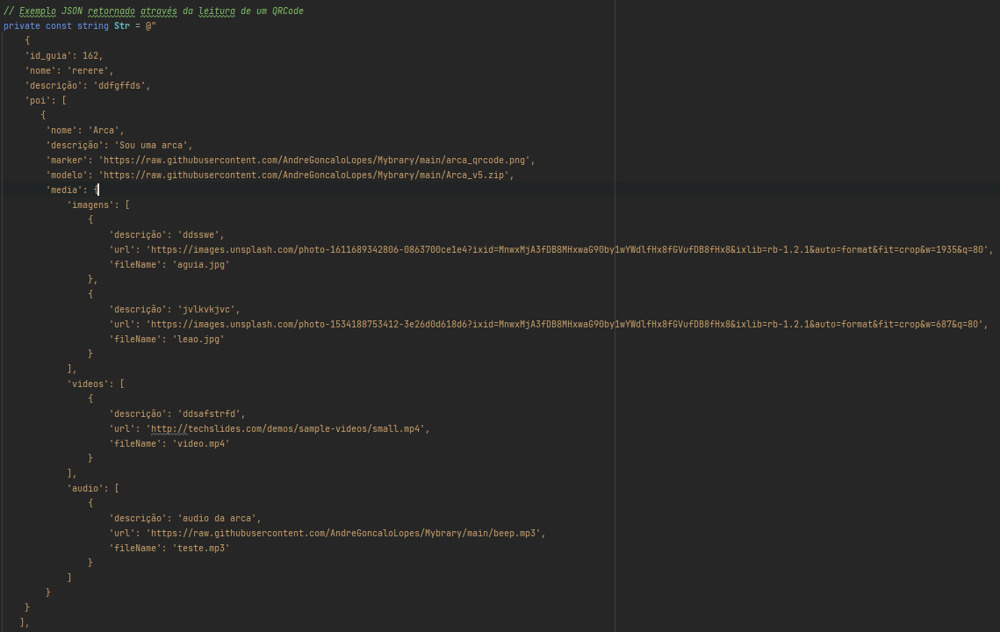 // Exemplo JSON retornado através da leitura de um QRCode
private const string Str = @"
{
'id_guia': 162,
'nome': 'rerere',
'descrição': 'ddfgffds',
'poi': [
{
'nome': 'Arca',
'descrição': 'Sou uma arca',
'marker': 'https://raw.githubusercontent.com/AndreGoncaloLopes/Mybrary/main/arca_qrcode.png',
'modelo': 'https://raw.githubusercontent.com/AndreGoncaloLopes/Mybrary/main/Arca_v5.zip',
'media': {
'imagens': [
{
'descrição': 'ddsswe',
'url': 'https://images.unsplash.com/photo-1611689342806-0863700ce1e4?ixid=MnwxMjA3fDB8MHxwaG90by1wYWdlfHx8fGVufDB8fHx8&ixlib=rb-1.2.1&auto=format&fit=crop&w=1935&q=80',
'fileName': 'aguia.jpg'
},
{
'descrição': 'jvlkvkjvc',
'url': 'https://images.unsplash.com/photo-1534188753412-3e26d0d618d6?ixid=MnwxMjA3fDB8MHxwaG90by1wYWdlfHx8fGVufDB8fHx8&ixlib=rb-1.2.1&auto=format&fit=crop&w=687&q=80',
'fileName': 'leao.jpg'
}
],
'videos': [
{
'descrição': 'ddsafstrfd',
'url': 'http://techslides.com/demos/sample-videos/small.mp4',
'fileName': 'video.mp4'
}
],
'audio': [
{
'descrição': 'audio da arca',
'url': 'https://raw.githubusercontent.com/AndreGoncaloLopes/Mybrary/main/beep.mp3',
'fileName': 'teste.mp3'
}
]
}
}
],